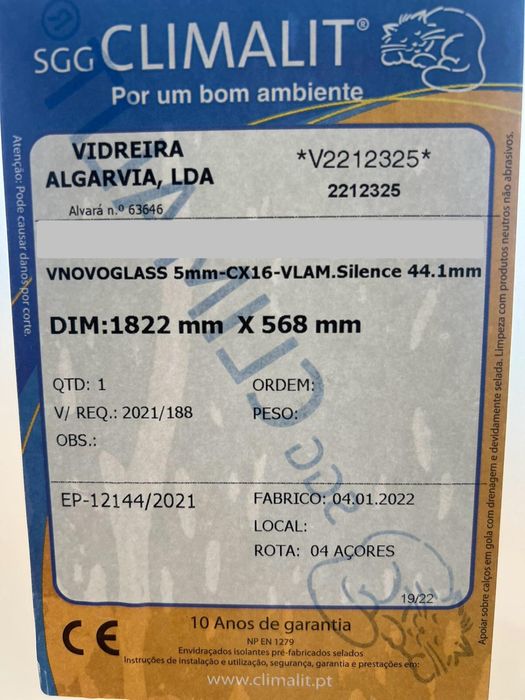 SGG CLIMALIT®
Por um bom ambiente
Atenção: Pode causar danos por corte.
VIDREIRA
ALGARVIA, LDA
Alvará n.º 63646
*V2212325*
2212325
VNOVOGLASS 5mm-CX16-VLAM.Silence 44.1mm
DIM:1822 mm X 568 mm
QTD: 1
ORDEM:
V/ REQ.: 2021/188
PESO:
OBS.:
EP-12144/2021
FABRICO: 04.01.2022
LOCAL:
ROTA: 04 AÇORES
19/22
Apoiar sobre calços em gola com drenagem e devidamente selada. Limpeza com produtos neutros não abrasivos.
SGG CLIMALIT
CE
10 Anos de garantia
NP EN 1279
Envidraçados isolantes pré-fabricados selados
Instruções de instalação e utilização, segurança, garantia e prestações em:
www.climalit.pt